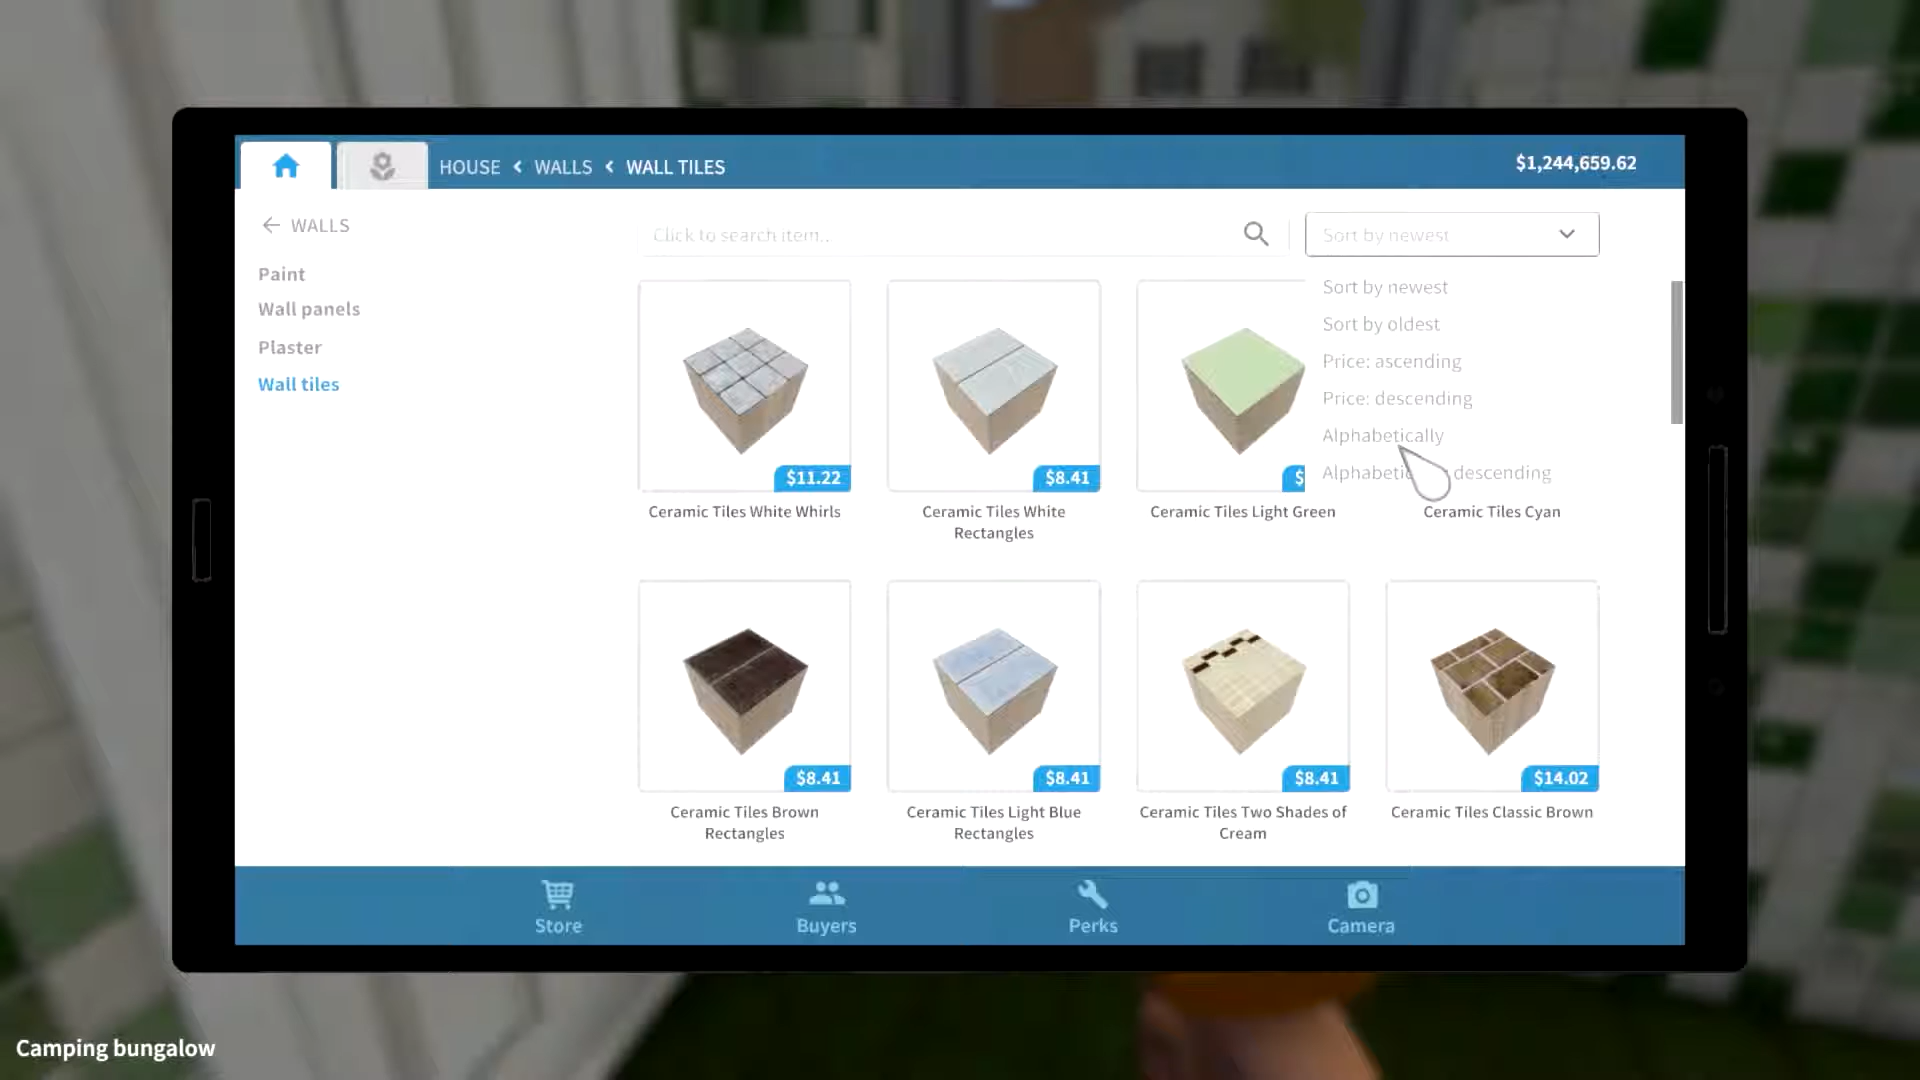 HOUSE < WALLS < WALL TILES
$1,244,659.62
WALLS
Paint
Wall panels
Plaster
Wall tiles
Click to search item...
Sort by newest
Sort by newest
Sort by oldest
Price: ascending
Price: descending
Alphabetically
descending
$11.22
$8.41
$
Ceramic Tiles White Whirls
Ceramic Tiles White
Rectangles
Ceramic Tiles Light Green
Ceramic Tiles Cyan
$8.41
$8.41
$8.41
$14.02
Ceramic Tiles Brown
Rectangles
Ceramic Tiles Light Blue
Rectangles
Ceramic Tiles Two Shades of
Cream
Ceramic Tiles Classic Brown
Store
Buyers
Perks
Camera
Camping bungalow